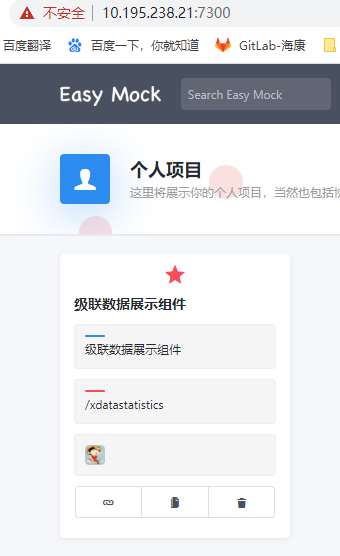 不安全 | 10.195.238.21:7300
百度翻译 百度一下，你就知道 GitLab-海康
Easy Mock Search Easy Mock
个人项目
这里将展示你的个人项目，当然也包括
级联数据展示组件
级联数据展示组件
/xdatastatistics